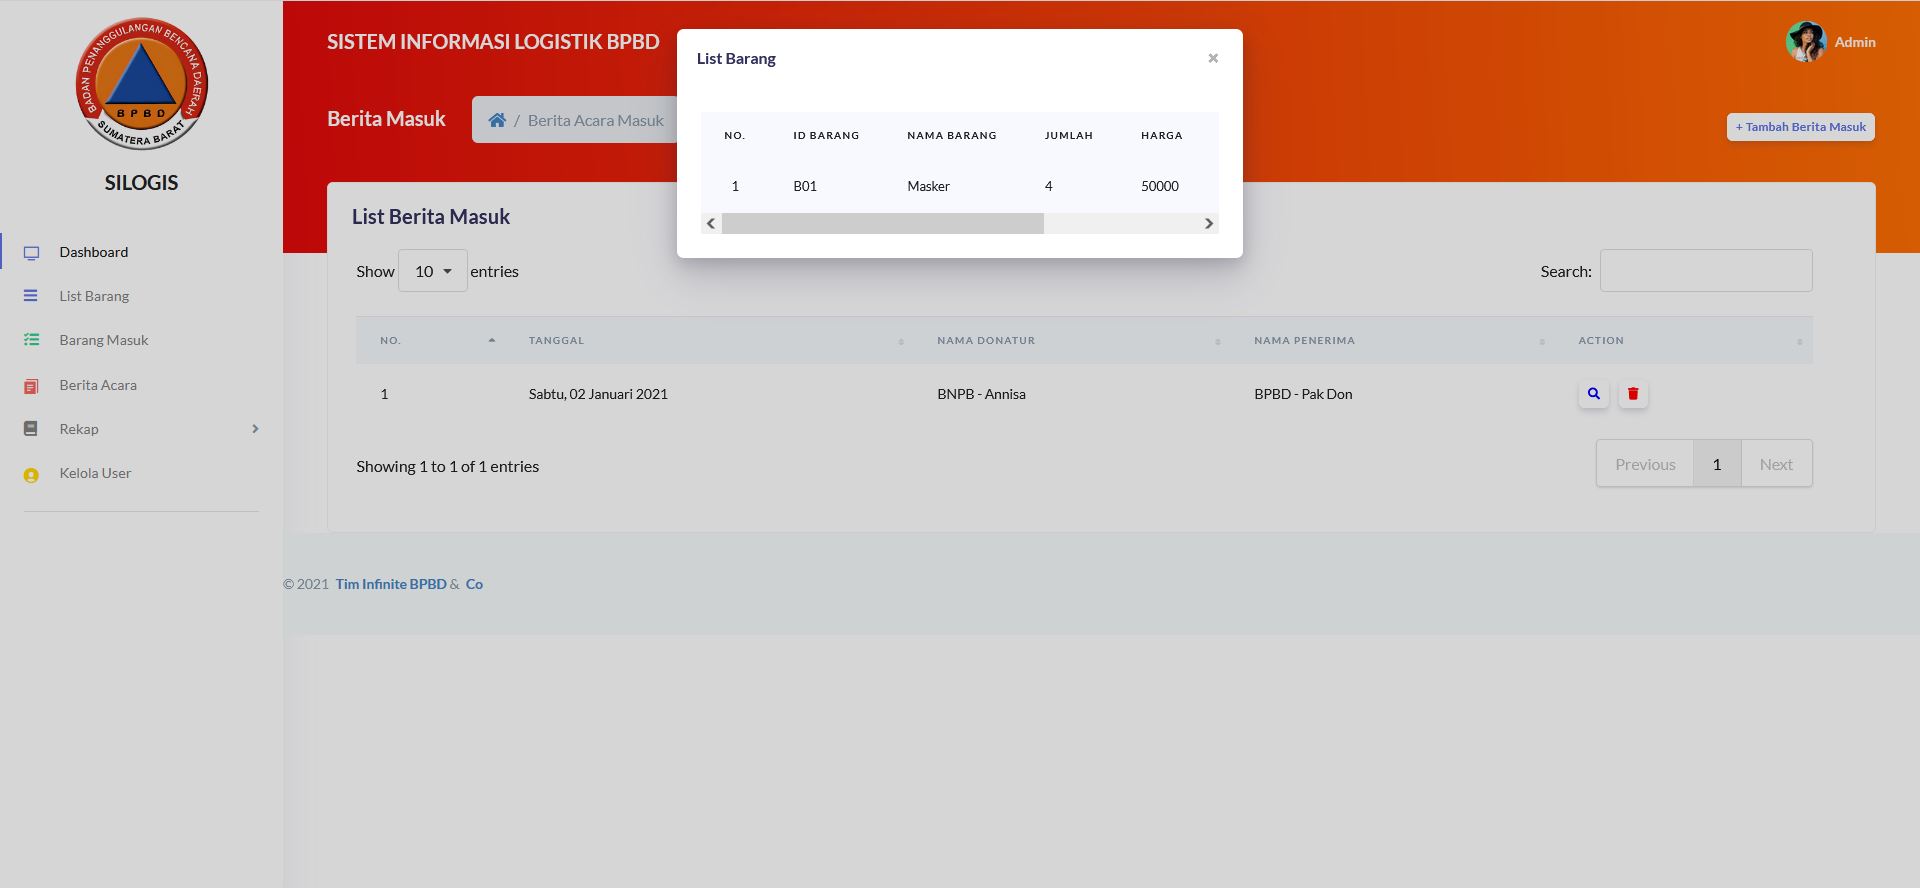 BADAN PENANGGULANGAN BENCANA DAERAH
B P B D
SUMATERA BARAT
SILOGIS
Dashboard
List Barang
Barang Masuk
Berita Acara
Rekap
Kelola User
SISTEM INFORMASI LOGISTIK BPBD
Admin
Berita Masuk
/ Berita Acara Masuk
+ Tambah Berita Masuk
List Barang
×
NO. ID BARANG NAMA BARANG JUMLAH HARGA
1 B01 Masker 4 50000
List Berita Masuk
Show 10 entries
Search:
NO. TANGGAL NAMA DONATUR NAMA PENERIMA ACTION
1 Sabtu, 02 Januari 2021 BNPB - Annisa BPBD - Pak Don
Showing 1 to 1 of 1 entries
Previous 1 Next
© 2021 Tim Infinite BPBD & Co